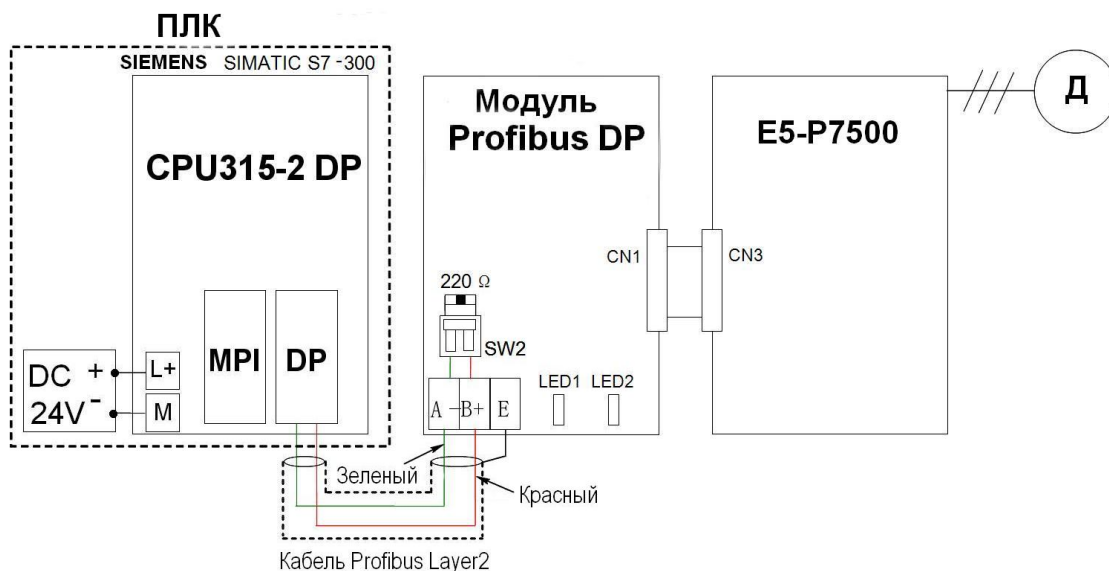 ПЛК
SIEMENS SIMATIC S7 -300
CPU315-2 DP
MPI
DP
DC +
24V -
L+
M
Модуль
Profibus DP
220 Ω
SW2
A - B+ E
LED1 LED2
CN1
CN3
E5-P7500
Д
Зеленый
Красный
Кабель Profibus Layer2